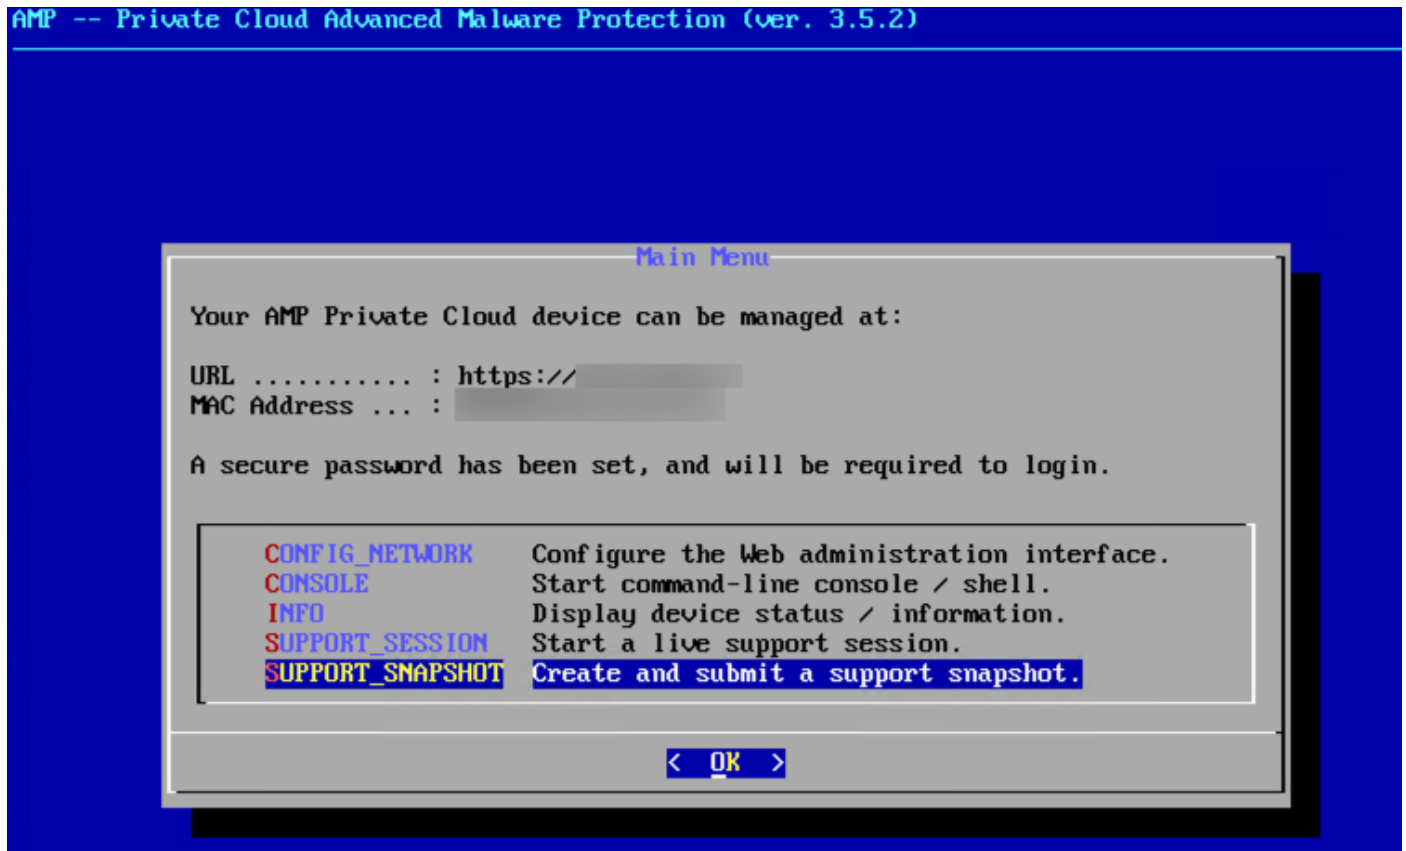 AMP -- Private Cloud Advanced Malware Protection (ver. 3.5.2)
Main Menu
Your AMP Private Cloud device can be managed at:
URL ........... : https://
MAC Address ... :
A secure password has been set, and will be required to login.
CONFIG_NETWORK Configure the Web administration interface.
CONSOLE Start command-line console / shell.
INFO Display device status / information.
SUPPORT_SESSION Start a live support session.
SUPPORT_SNAPSHOT Create and submit a support snapshot.
< OK >